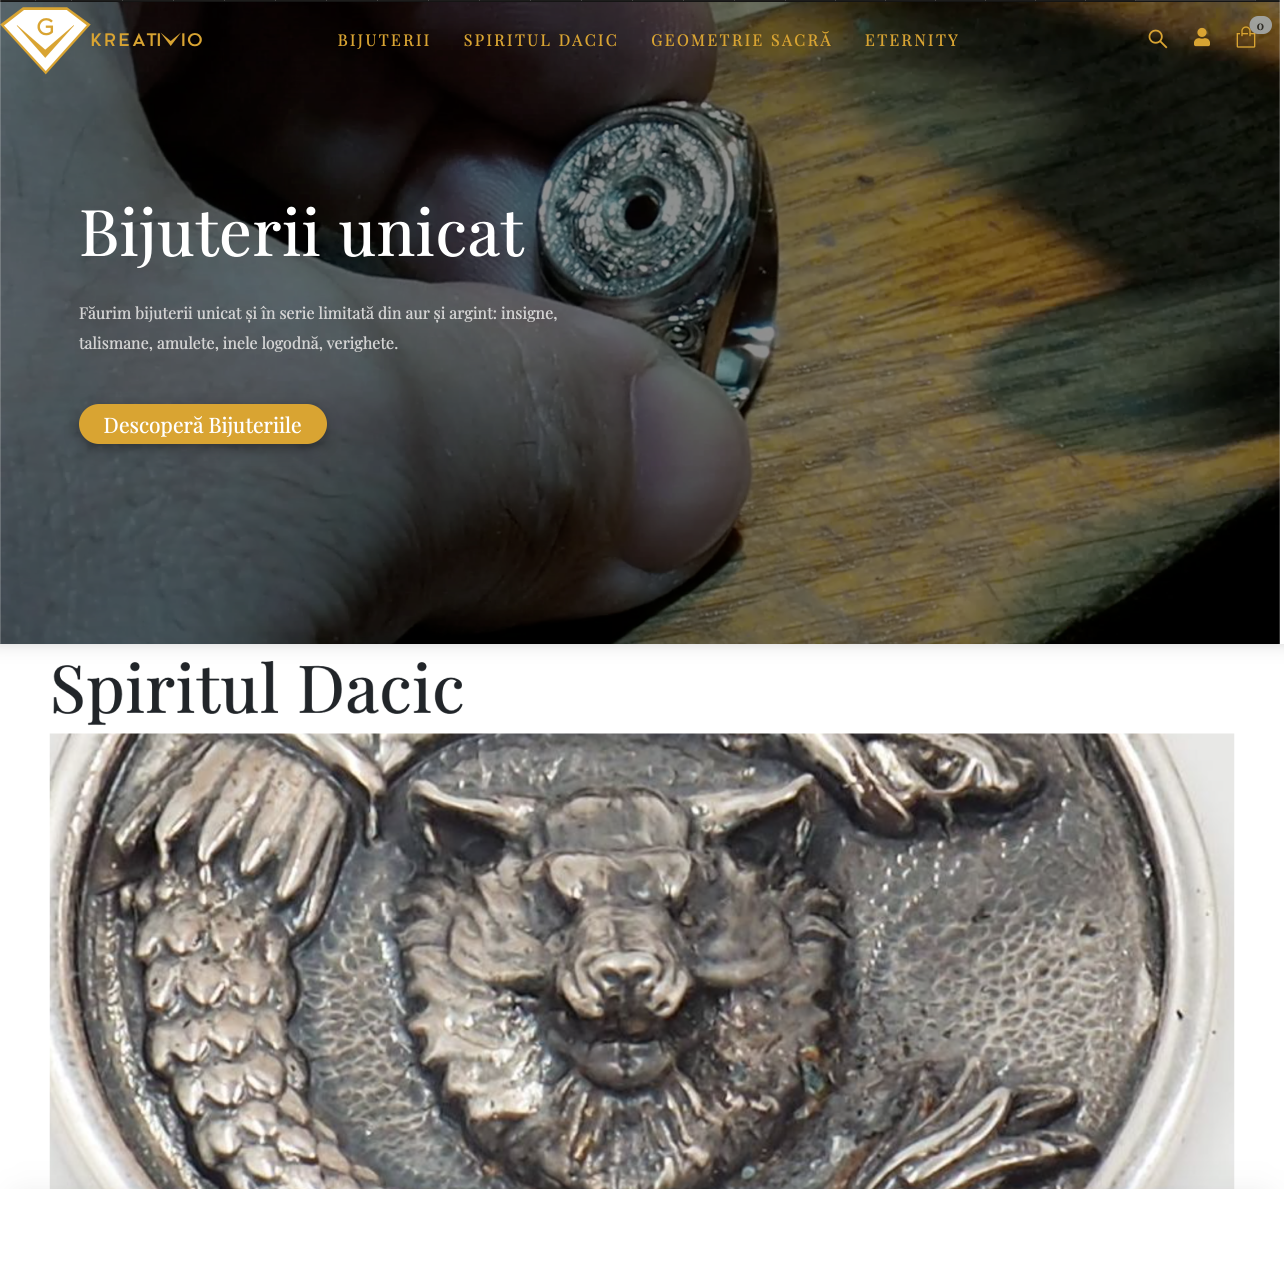 G
KREATIVIO
BIJUTERII
SPIRITUL DACIC
GEOMETRIE SACRĂ
ETERNITY
0
Bijuterii unicat
Făurim bijuterii unicat și în serie limitată din aur și argint: insigne,
talismane, amulete, inele logodnă, verighete.
Descoperă Bijuteriile
Spiritul Dacic